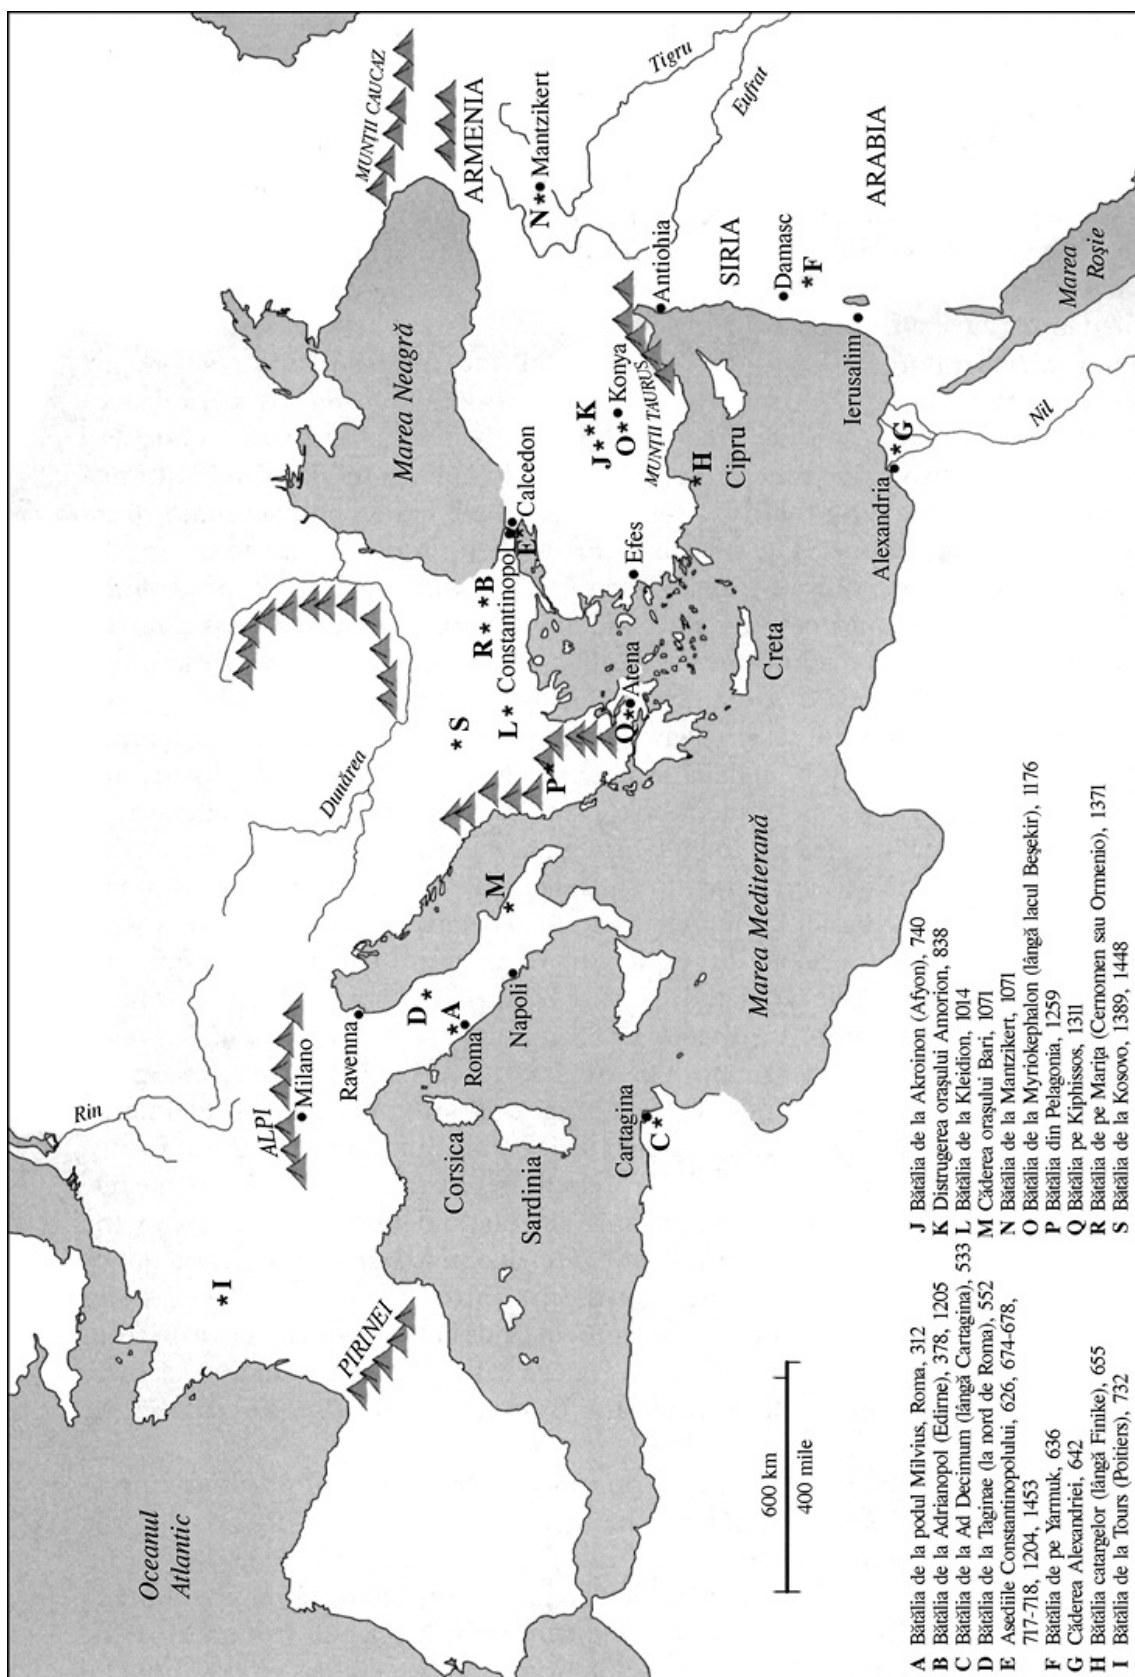 Oceanul
Atlantic
PIRINEI
I
Rin
ALPI
Milano
Ravenna
Corsica
Sardinia
Roma
A
D
Napoli
M
Cartagina
C
Dunărea
S
L
P
R
B
Constantinopol
E
Calcedon
Marea Neagră
MUNȚII CAUCAZ
ARMENIA
N
Mantzikert
Tigru
Eufrat
Q
Atena
Efes
Creta
J
K
O
Konya
MUNȚII TAURUS
H
Cipru
Antiohia
SIRIA
Damasc
F
ARABIA
Ierusalim
Alexandria
G
Nil
Marea
Roșie
Marea Mediterană
600 km
400 mile
A Bătălia de la podul Milvius, Roma, 312
B Bătălia de la Adrianopol (Edirne), 378, 1205
C Bătălia de la Ad Decimum (lângă Cartagina), 533
D Bătălia de la Taginae (la nord de Roma), 552
E Asediile Constantinopolului, 626, 674-678,
717-718, 1204, 1453
F Bătălia de pe Yarmuk, 636
G Căderea Alexandriei, 642
H Bătălia catargelor (lângă Finike), 655
I Bătălia de la Tours (Poitiers), 732
J Bătălia de la Akroinon (Afyon), 740
K Distrugerea orașului Amorion, 838
L Bătălia de la Kleidion, 1014
M Căderea orașului Bari, 1071
N Bătălia de la Mantzikert, 1071
O Bătălia de la Myriokephalon (lângă lacul Beșekir), 1176
P Bătălia din Pelagonia, 1259
Q Bătălia pe Kiphissos, 1311
R Bătălia de pe Marița (Cernomen sau Ormenio), 1371
S Bătălia de la Kosovo, 1389, 1448